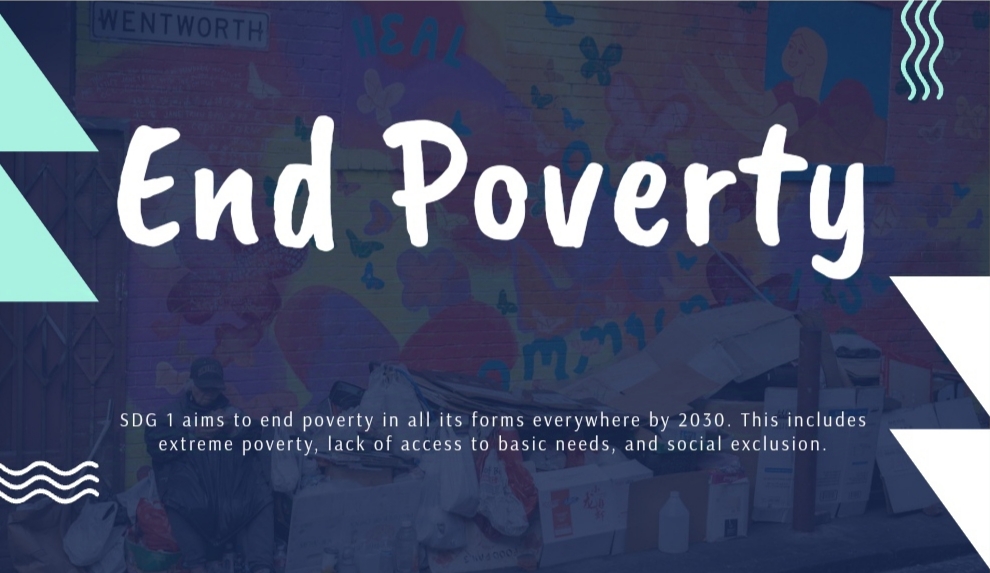 WENTWORTH
HEAL
End Poverty
SDG 1 aims to end poverty in all its forms everywhere by 2030. This includes
extreme poverty, lack of access to basic needs, and social exclusion.